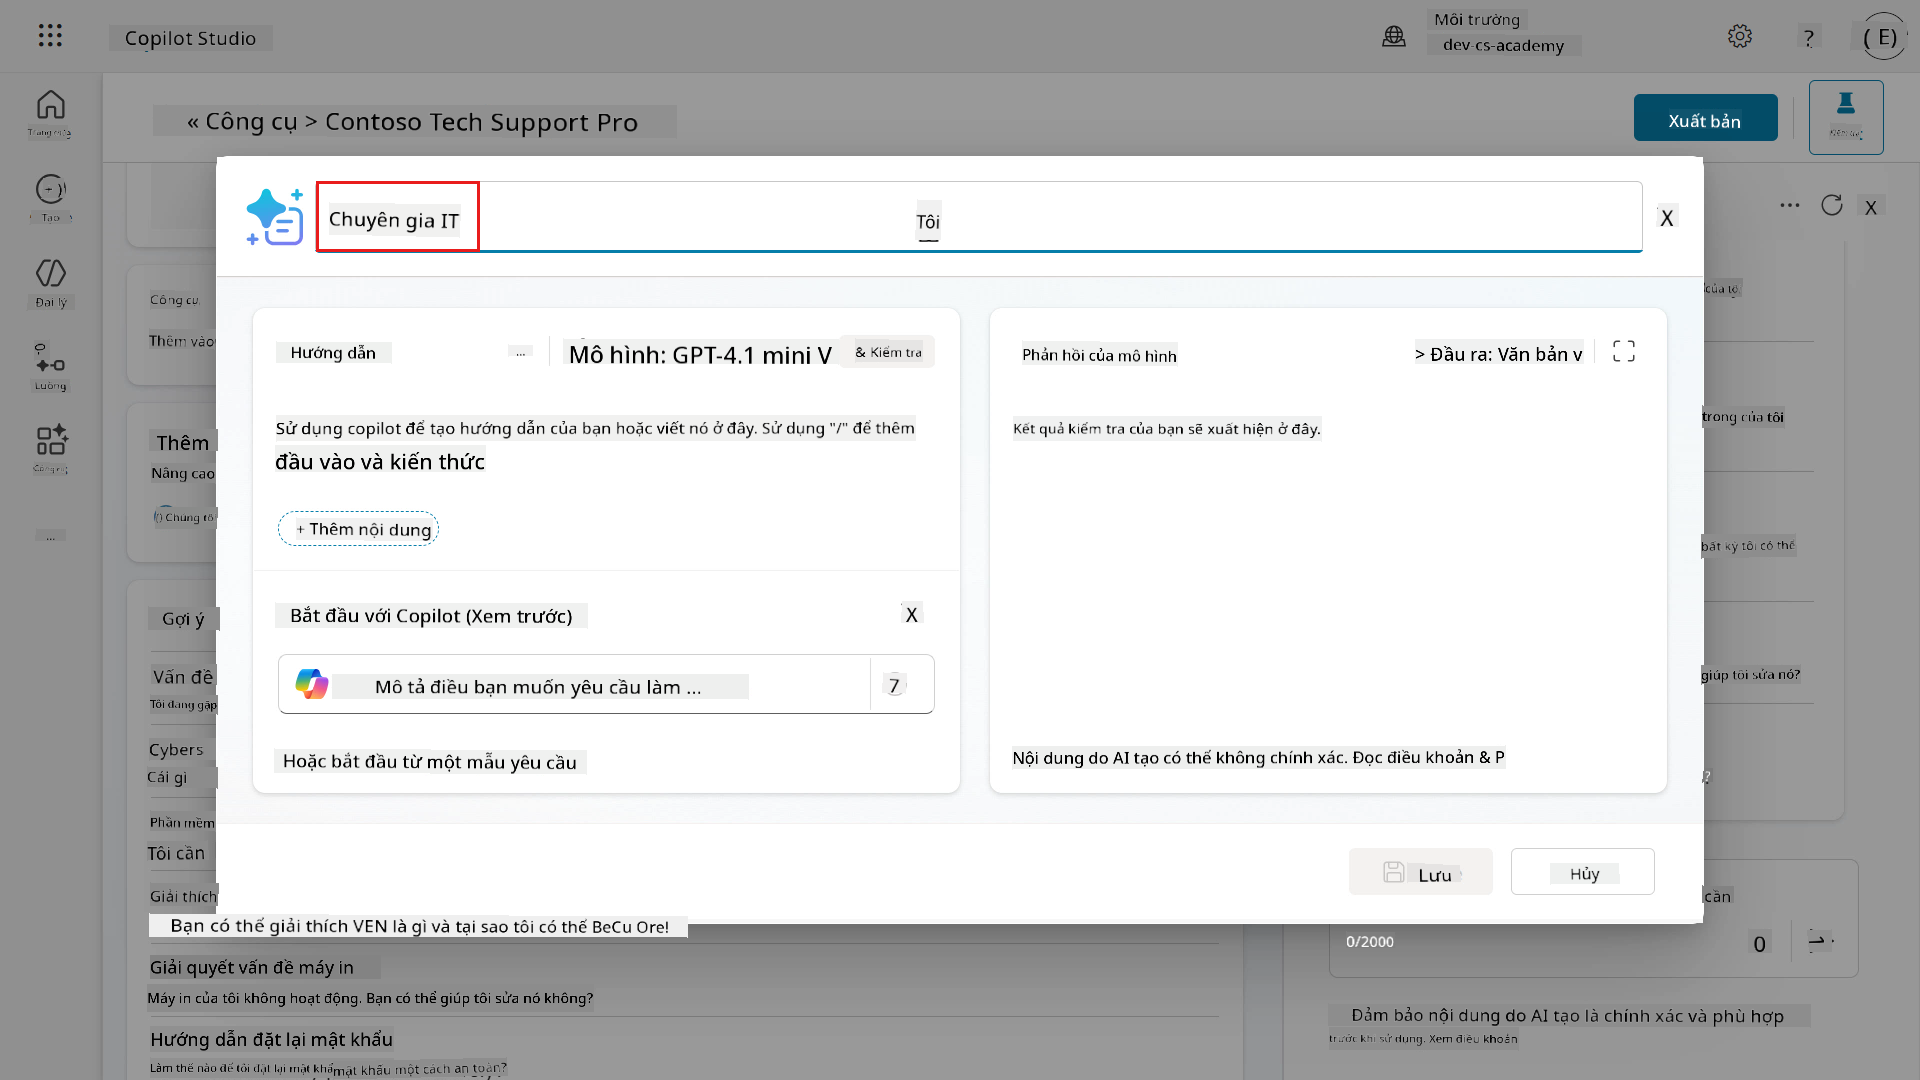 Copilot Studio
Môi trường
dev-cs-academy
?
( E)
« Công cụ > Contoso Tech Support Pro
Xuất bản
Tạo
Đại lý
Luồng
...
Công cụ
Thêm vào
Thêm
Nâng cao
Chúng tô
Gợi ý
Vấn đề
Tôi đang gặp
Cybers
Cái gì
Phần mềm
Tôi cần
Giải thích
Chuyên gia IT
Tôi
X
Hướng dẫn
...
Mô hình: GPT-4.1 mini V
& Kiểm tra
Sử dụng copilot để tạo hướng dẫn của bạn hoặc viết nó ở đây. Sử dụng "/" để thêm
đầu vào và kiến thức
+ Thêm nội dung
Bắt đầu với Copilot (Xem trước)
X
Mô tả điều bạn muốn yêu cầu làm ...
7
Hoặc bắt đầu từ một mẫu yêu cầu
Phản hồi của mô hình
> Đầu ra: Văn bản v
Kết quả kiểm tra của bạn sẽ xuất hiện ở đây.
Nội dung do AI tạo có thể không chính xác. Đọc điều khoản & P
Lưu
Hủy
... 
X
trong của tôi
bất kỳ tôi có thể
giúp tôi sửa nó?
cần
Bạn có thể giải thích VEN là gì và tại sao tôi có thể BeCu Ore!
Giải quyết vấn đề máy in
Máy in của tôi không hoạt động. Bạn có thể giúp tôi sửa nó không?
Hướng dẫn đặt lại mật khẩu
Làm thế nào để tôi đặt lại mật khẩu một cách an toàn?
0/2000
0
Đảm bảo nội dung do AI tạo là chính xác và phù hợp
trước khi sử dụng. Xem điều khoản